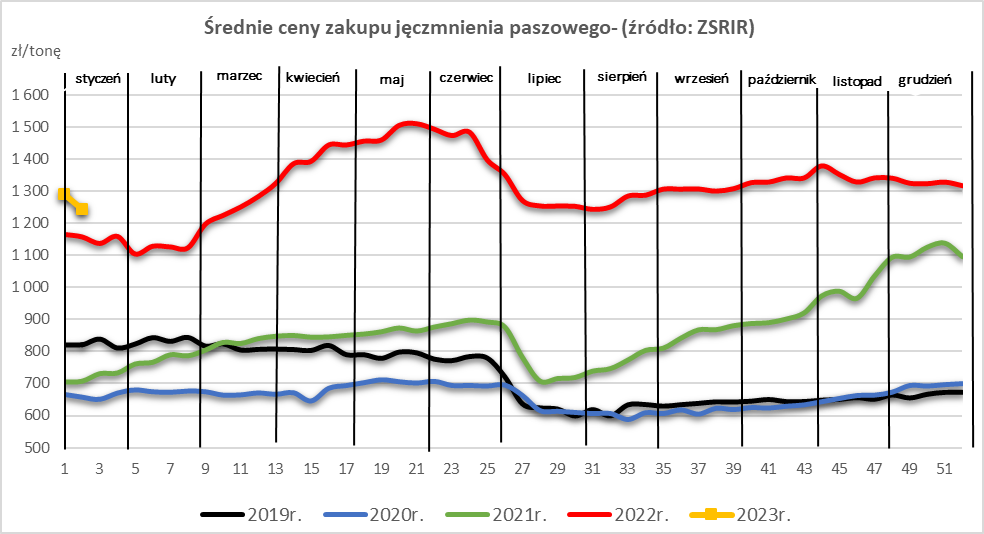 Średnie ceny zakupu jęczmnienia paszowego- (źródło: ZSRIR)
zł/tonę
styczeń luty marzec kwiecień maj czerwiec lipiec sierpień wrzesień październik listopad grudzień
1 600
1 500
1 400
1 300
1 200
1 100
1 000
900
800
700
600
500
1 3 5 7 9 11 13 15 17 19 21 23 25 27 29 31 33 35 37 39 41 43 45 47 49 51
2019r. 2020r. 2021r. 2022r. 2023r.